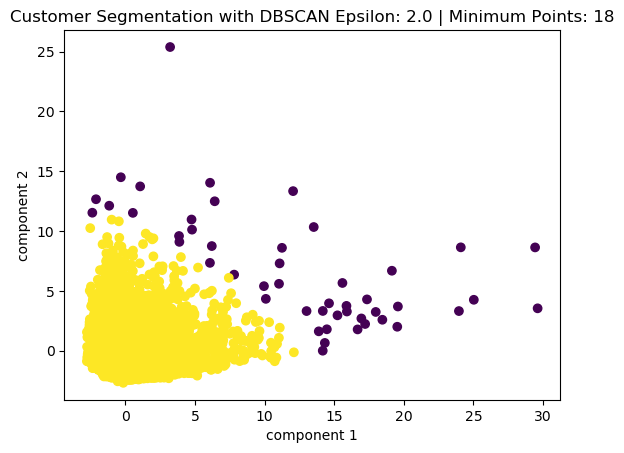 Customer Segmentation with DBSCAN Epsilon: 2.0 | Minimum Points: 18
25
20
15
10
5
0
component 2
0 5 10 15 20 25 30
component 1